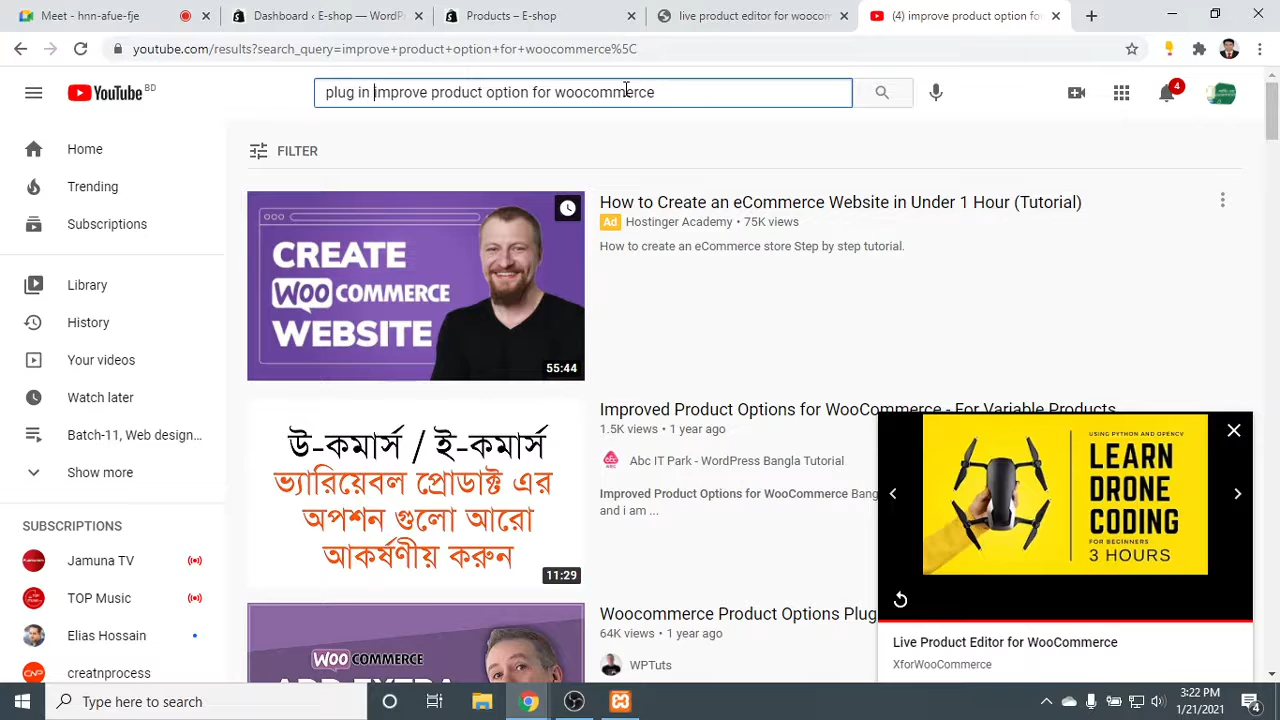 Meet - hnn-afue-fje
Dashboard ‹ E-shop — WordP
Products – E-shop
live product editor for woocom
(4) improve product option for
youtube.com/results?search_query=improve+product+option+for+woocommerce%5C
YouTube BD
plug in improve product option for woocommerce
4
Home
Trending
Subscriptions
Library
History
Your videos
Watch later
Batch-11, Web design...
Show more
SUBSCRIPTIONS
Jamuna TV
TOP Music
Elias Hossain
creatnprocess
FILTER
CREATE
WOO COMMERCE
WEBSITE
55:44
How to Create an eCommerce Website in Under 1 Hour (Tutorial)
Ad Hostinger Academy • 75K views
How to create an eCommerce store Step by step tutorial.
উ-কমার্স / ই-কমার্স
ভ্যারিয়েবল প্রোডাক্ট এর
অপশন গুলো আরো
আকর্ষণীয় করুন
11:29
Improved Product Options for WooCommerce - For Variable Products
1.5K views • 1 year ago
Abc IT Park - WordPress Bangla Tutorial
Improved Product Options for WooCommerce Bang
and i am ...
WOO COMMERCE
ADD EXTRA
Woocommerce Product Options Plug
64K views • 1 year ago
WPTuts
USING PYTHON AND OPENCV
LEARN
DRONE
CODING
FOR BEGINNERS
3 HOURS
Live Product Editor for WooCommerce
XforWooCommerce
Type here to search
3:22 PM
1/21/2021
4